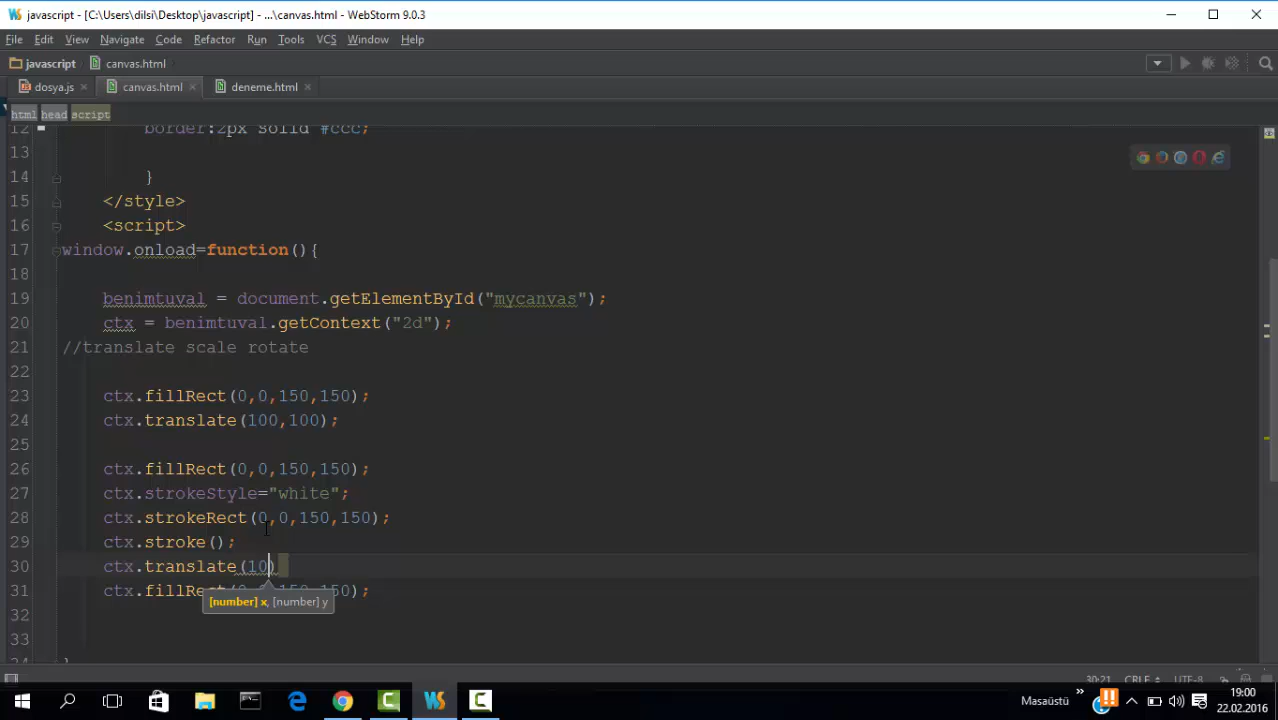 javascript - [C:\Users\dilsi\Desktop\javascript] - ...\canvas.html - WebStorm 9.0.3
File Edit View Navigate Code Refactor Run Tools VCS Window Help
javascript canvas.html
dosya.js canvas.html deneme.html
html head script
12 border:2px solid #ccc;
13
14 }
15 </style>
16 <script>
17 window.onload=function(){
18
19 benimtuval = document.getElementById("mycanvas");
20 ctx = benimtuval.getContext("2d");
21 //translate scale rotate
22
23 ctx.fillRect(0,0,150,150);
24 ctx.translate(100,100);
25
26 ctx.fillRect(0,0,150,150);
27 ctx.strokeStyle="white";
28 ctx.strokeRect(0,0,150,150);
29 ctx.stroke();
30 ctx.translate(10)
31 ctx.fillRect(0,0,150,150);
[number] x, [number] y
32
33
34 }
30:21 CRLF UTF-8
Masaüstü 19:00
22.02.2016